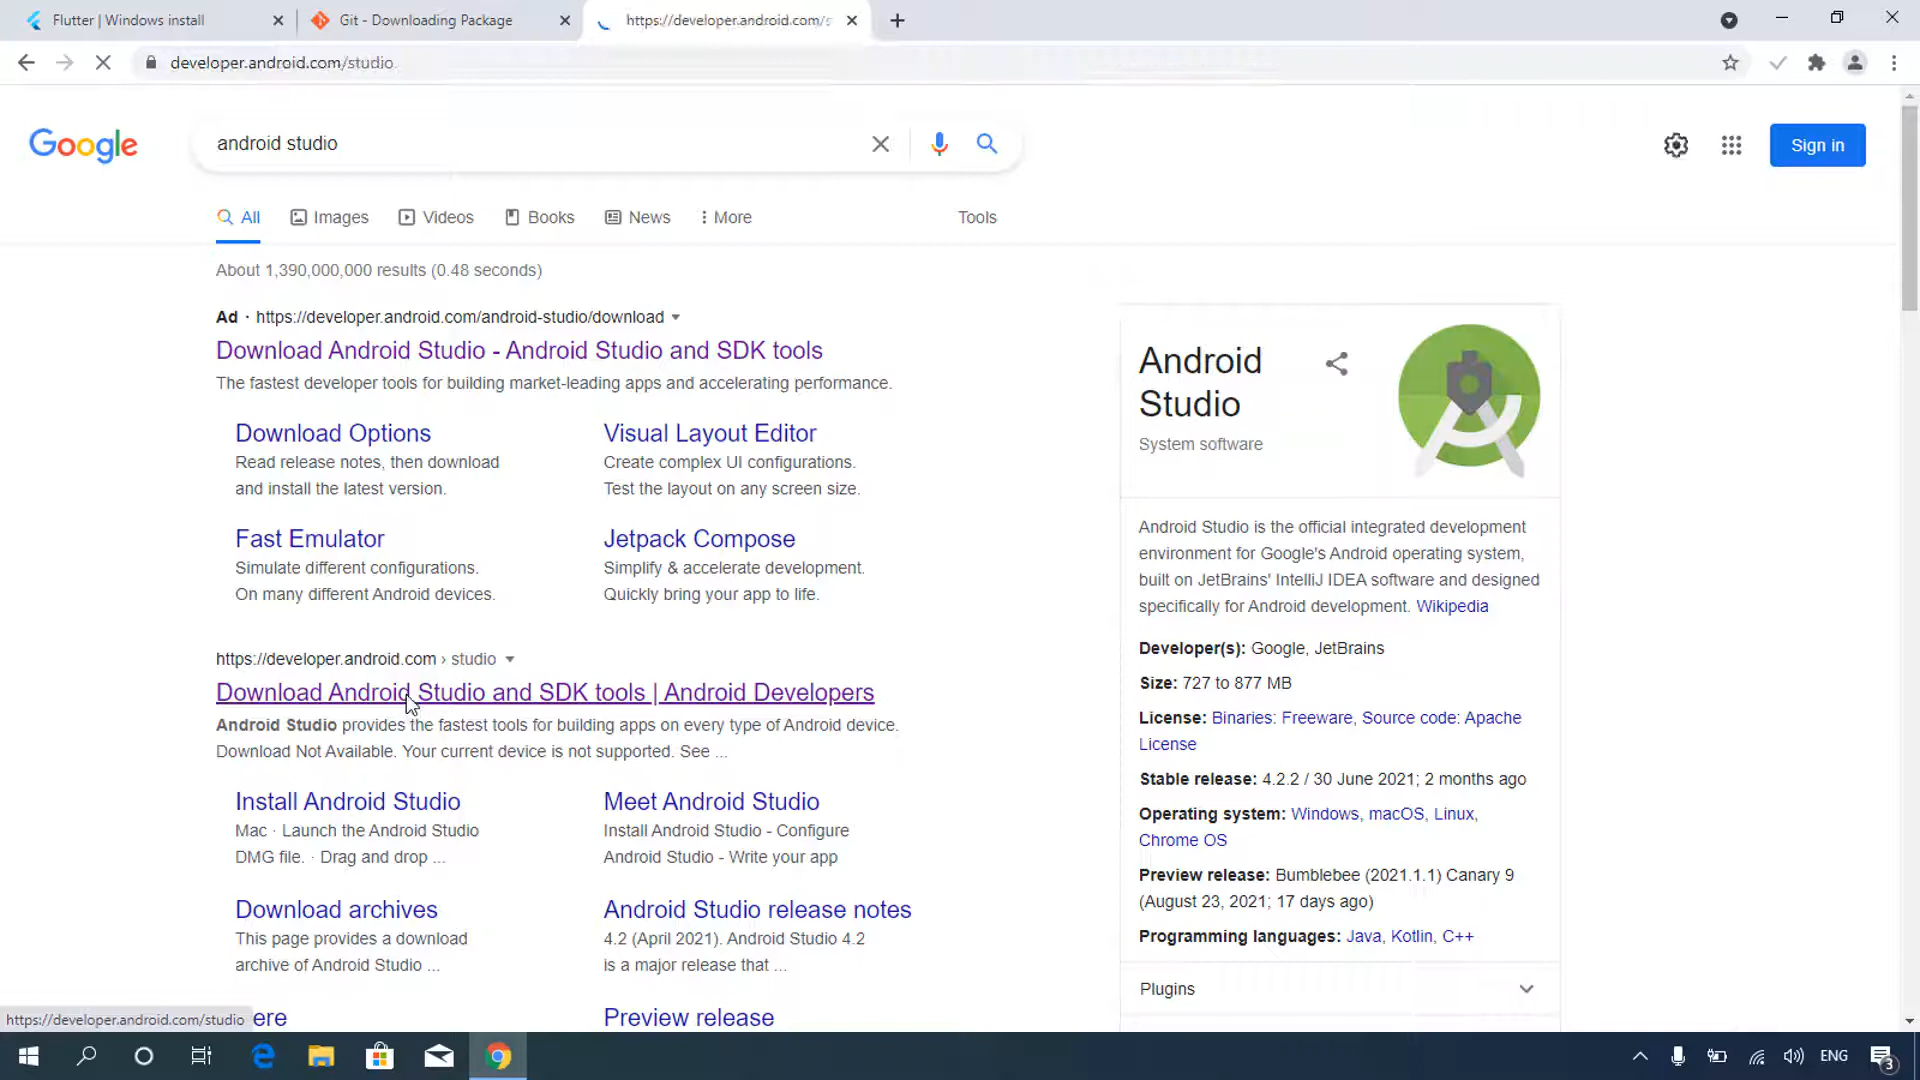 Flutter | Windows install
Git - Downloading Package
https://developer.android.com/s
developer.android.com/studio
Google
android studio
Sign in
All
Images
Videos
Books
News
More
Tools
About 1,390,000,000 results (0.48 seconds)
Ad · https://developer.android.com/android-studio/download
Download Android Studio - Android Studio and SDK tools
The fastest developer tools for building market-leading apps and accelerating performance.
Download Options
Read release notes, then download
and install the latest version.
Visual Layout Editor
Create complex UI configurations.
Test the layout on any screen size.
Fast Emulator
Simulate different configurations.
On many different Android devices.
Jetpack Compose
Simplify & accelerate development.
Quickly bring your app to life.
https://developer.android.com › studio
Download Android Studio and SDK tools | Android Developers
Android Studio provides the fastest tools for building apps on every type of Android device.
Download Not Available. Your current device is not supported. See ...
Install Android Studio
Mac · Launch the Android Studio
DMG file. · Drag and drop ...
Meet Android Studio
Install Android Studio - Configure
Android Studio - Write your app
Download archives
This page provides a download
archive of Android Studio ...
Android Studio release notes
4.2 (April 2021). Android Studio 4.2
is a major release that ...
ere
Preview release
https://developer.android.com/studio
Android
Studio
System software
Android Studio is the official integrated development
environment for Google's Android operating system,
built on JetBrains' IntelliJ IDEA software and designed
specifically for Android development. Wikipedia
Developer(s): Google, JetBrains
Size: 727 to 877 MB
License: Binaries: Freeware, Source code: Apache
License
Stable release: 4.2.2 / 30 June 2021; 2 months ago
Operating system: Windows, macOS, Linux,
Chrome OS
Preview release: Bumblebee (2021.1.1) Canary 9
(August 23, 2021; 17 days ago)
Programming languages: Java, Kotlin, C++
Plugins
ENG
3